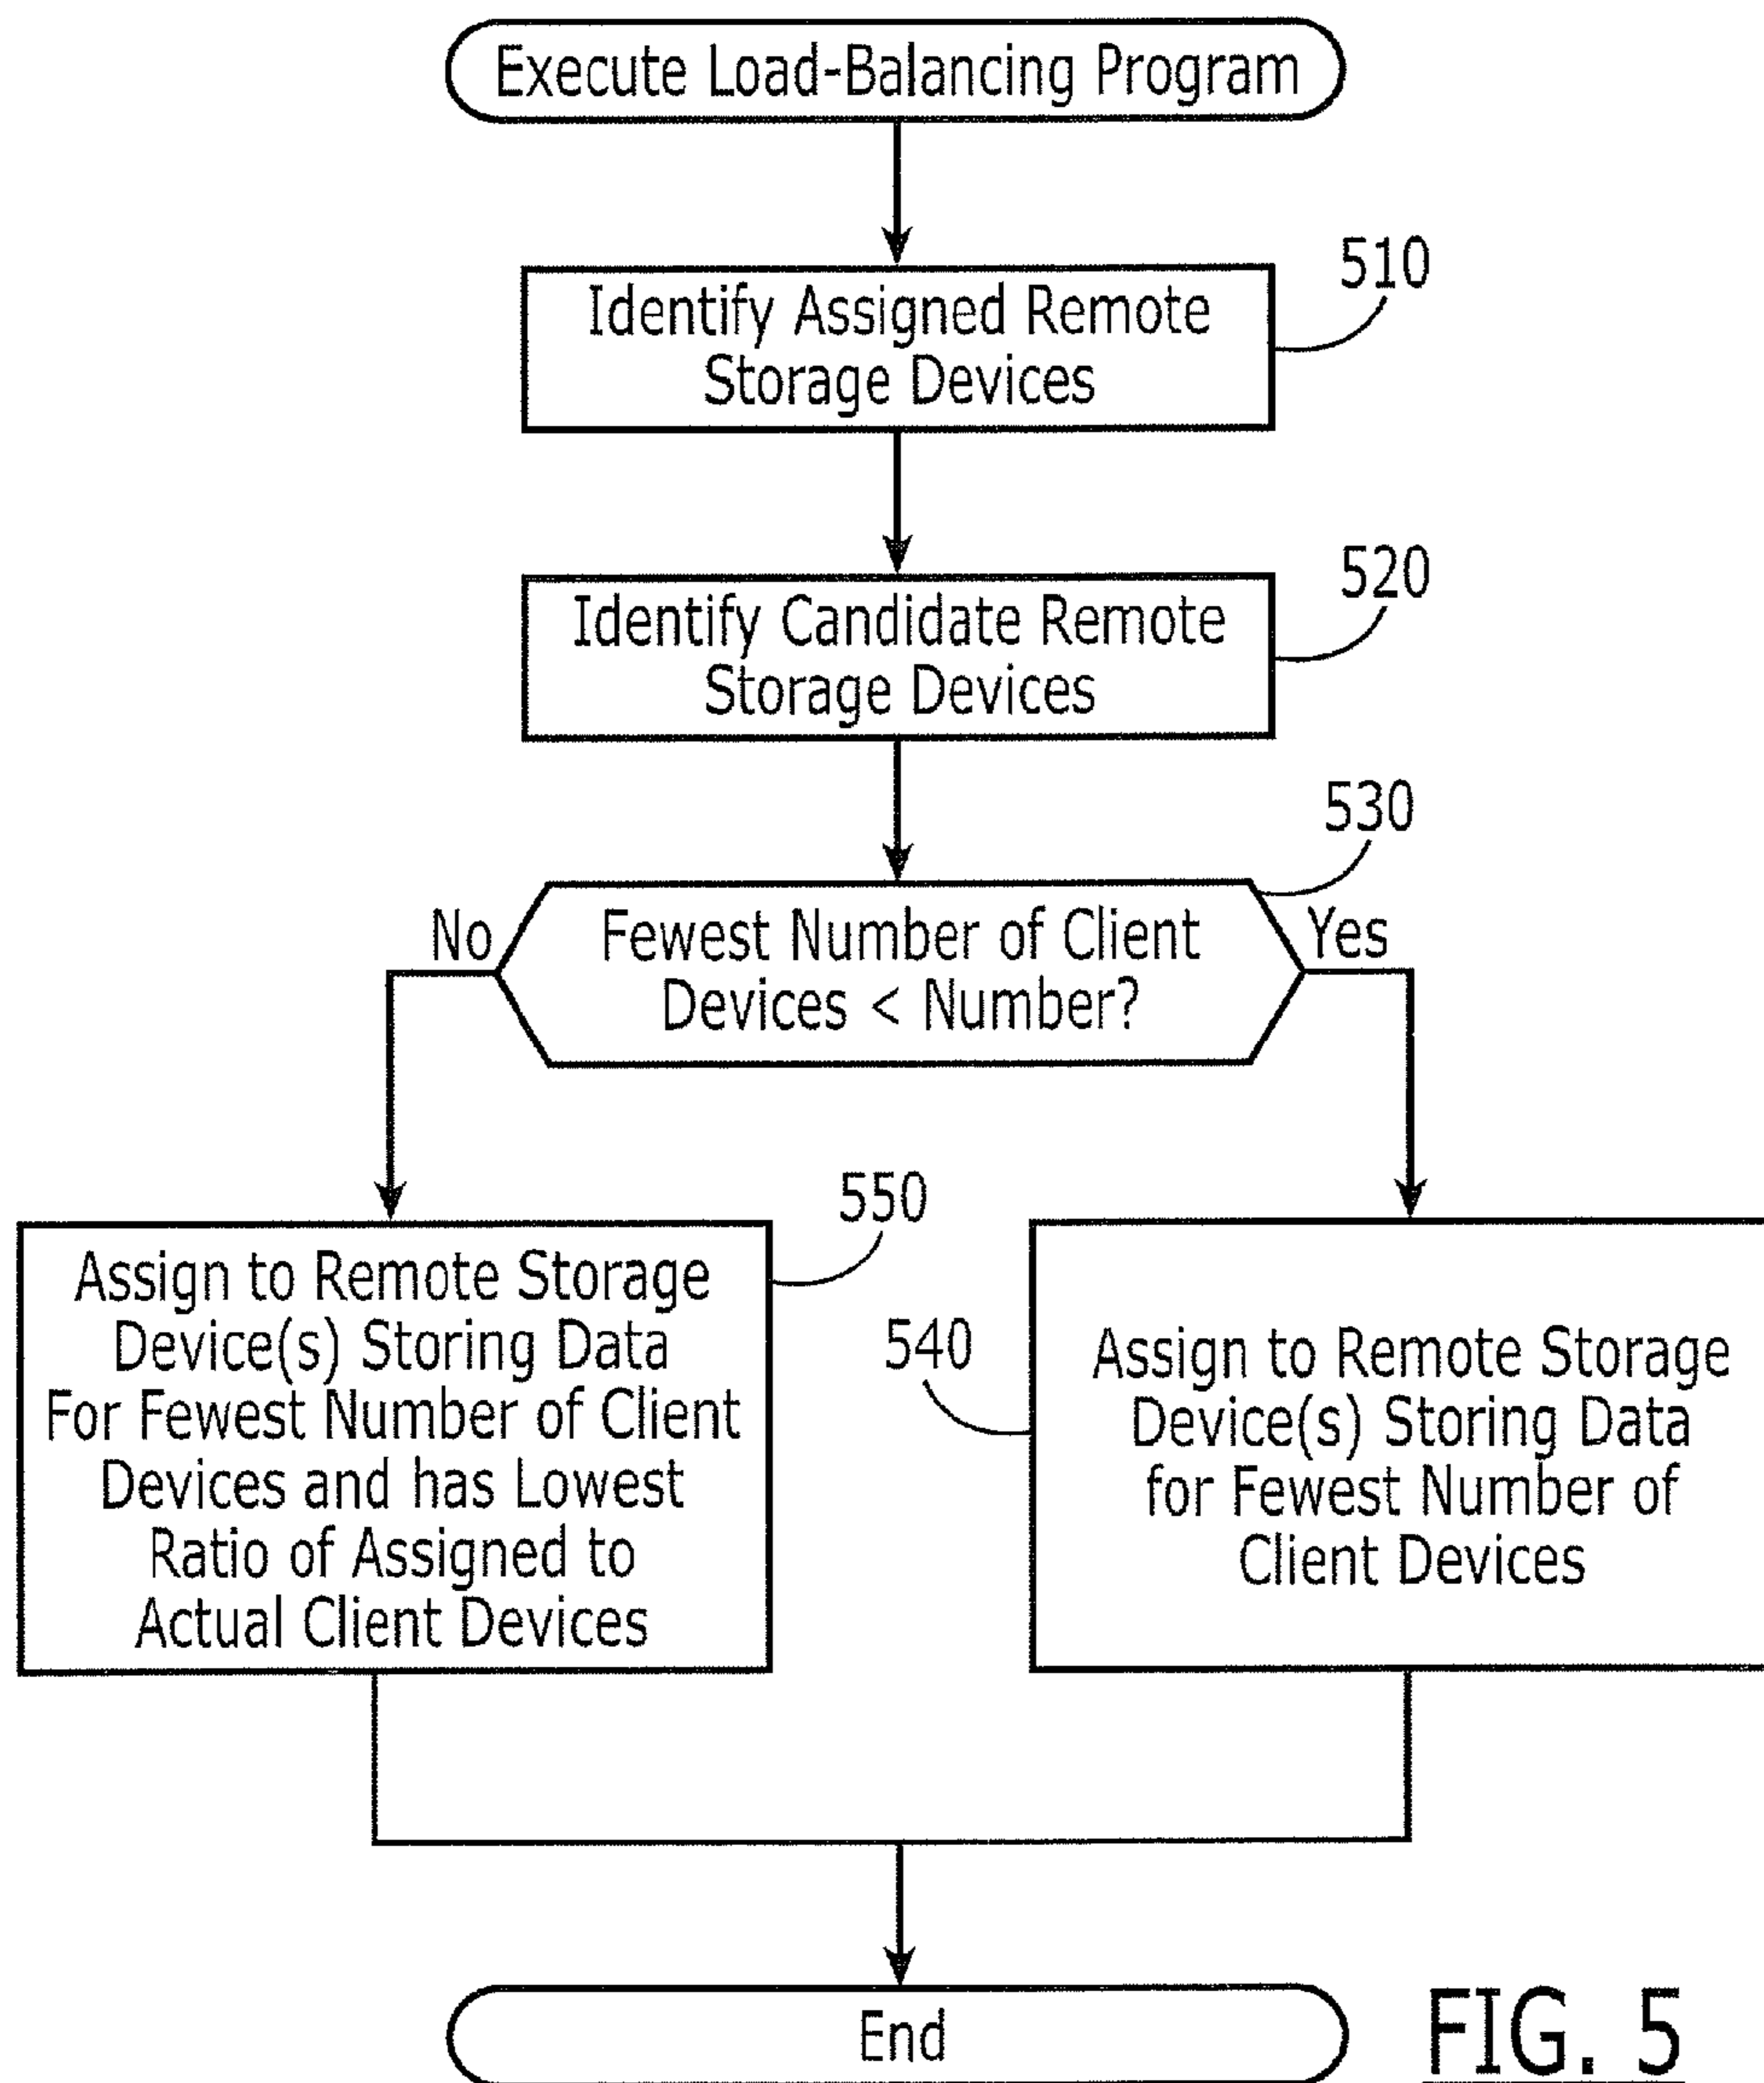 Execute Load-Balancing Program
510
Identify Assigned Remote
Storage Devices
520
Identify Candidate Remote
Storage Devices
530
No
Fewest Number of Client
Devices < Number?
Yes
550
Assign to Remote Storage
Device(s) Storing Data
For Fewest Number of Client
Devices and has Lowest
Ratio of Assigned to
Actual Client Devices
540
Assign to Remote Storage
Device(s) Storing Data
for Fewest Number of
Client Devices
End
FIG. 5